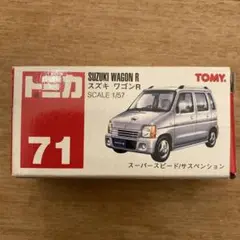 トミカ
71
SUZUKI WAGON R
スズキ ワゴンR
SCALE 1/57
TOMY.
スーパースピード/サスペンション